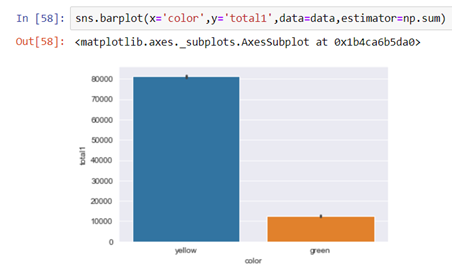 In [58]: sns.barplot(x='color',y='total1',data=data,estimator=np.sum)
Out[58]: <matplotlib.axes._subplots.AxesSubplot at 0x1b4ca6b5da0>
80000
70000
60000
50000
40000
30000
20000
10000
0
total1
yellow green
color